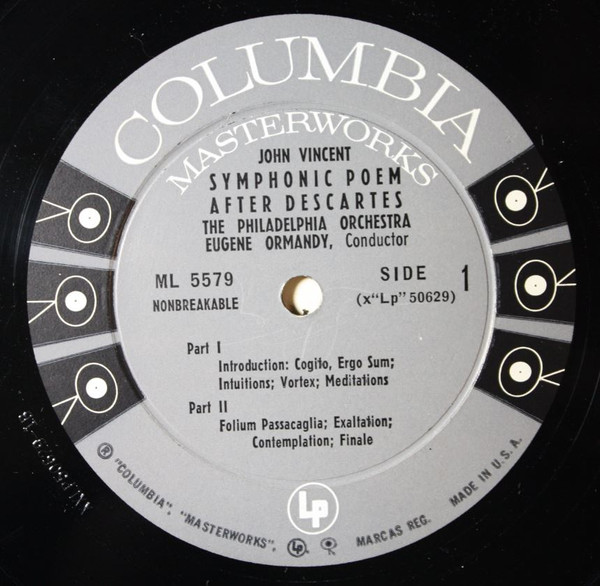 COLUMBIA
MASTERWORKS
JOHN VINCENT
SYMPHONIC POEM
AFTER DESCARTES
THE PHILADELPHIA ORCHESTRA
EUGENE ORMANDY, Conductor
ML 5579
NONBREAKABLE
SIDE 1
(x“Lp”50629)
Part I
Introduction: Cogito, Ergo Sum;
Intuitions; Vortex; Meditations
Part II
Folium Passacaglia; Exaltation;
Contemplation; Finale
Lp
® “COLUMBIA”, “MASTERWORKS”, Lp, MARCAS REG. MADE IN U. S. A.